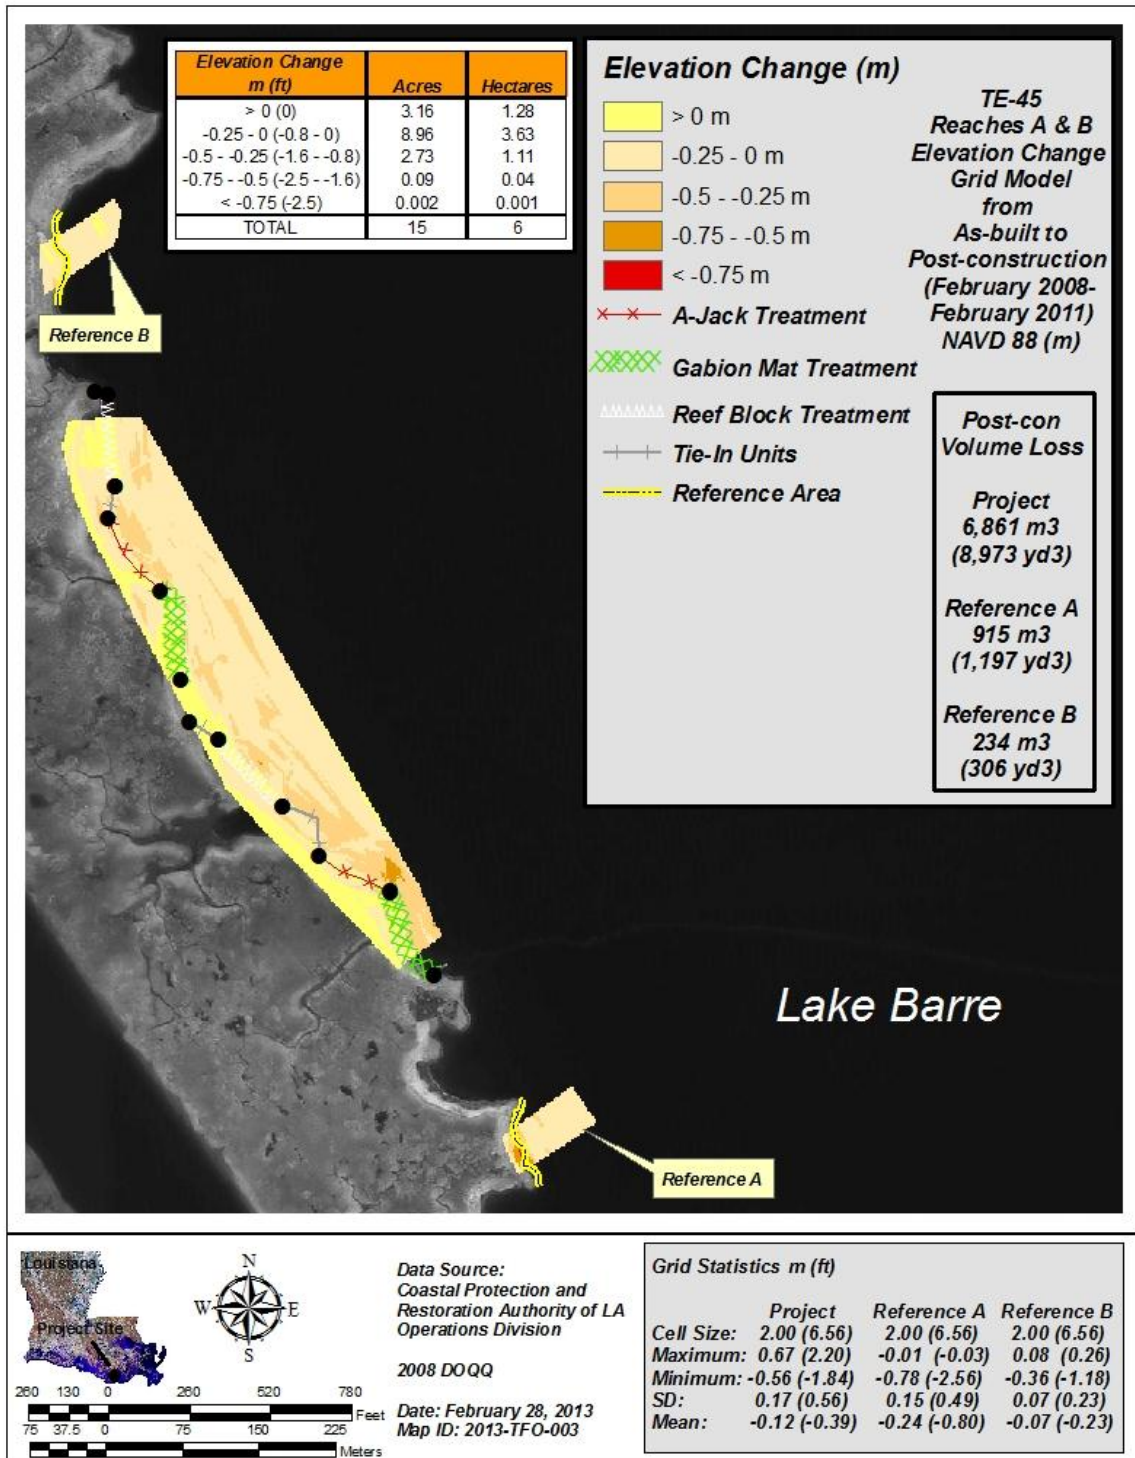 Elevation Change
m (ft) Acres Hectares
> 0 (0) 3.16 1.28
-0.25 - 0 (-0.8 - 0) 8.96 3.63
-0.5 - -0.25 (-1.6 - -0.8) 2.73 1.11
-0.75 - -0.5 (-2.5 - -1.6) 0.09 0.04
< -0.75 (-2.5) 0.002 0.001
TOTAL 15 6
Elevation Change (m)
> 0 m
-0.25 - 0 m
-0.5 - -0.25 m
-0.75 - -0.5 m
< -0.75 m
A-Jack Treatment
Gabion Mat Treatment
Reef Block Treatment
Tie-In Units
Reference Area
TE-45
Reaches A & B
Elevation Change
Grid Model
from
As-built to
Post-construction
(February 2008-
February 2011)
NAVD 88 (m)
Post-con
Volume Loss
Project
6,861 m3
(8,973 yd3)
Reference A
915 m3
(1,197 yd3)
Reference B
234 m3
(306 yd3)
Reference B
Lake Barre
Reference A
Louisiana
Project Site
N
W E
S
260 130 0 260 520 780
Feet
75 37.5 0 75 150 225
Meters
Data Source:
Coastal Protection and
Restoration Authority of LA
Operations Division
2008 DOQQ
Date: February 28, 2013
Map ID: 2013-TFO-003
Grid Statistics m (ft)
Project Reference A Reference B
Cell Size: 2.00 (6.56) 2.00 (6.56) 2.00 (6.56)
Maximum: 0.67 (2.20) -0.01 (-0.03) 0.08 (0.26)
Minimum: -0.56 (-1.84) -0.78 (-2.56) -0.36 (-1.18)
SD: 0.17 (0.56) 0.15 (0.49) 0.07 (0.23)
Mean: -0.12 (-0.39) -0.24 (-0.80) -0.07 (-0.23)